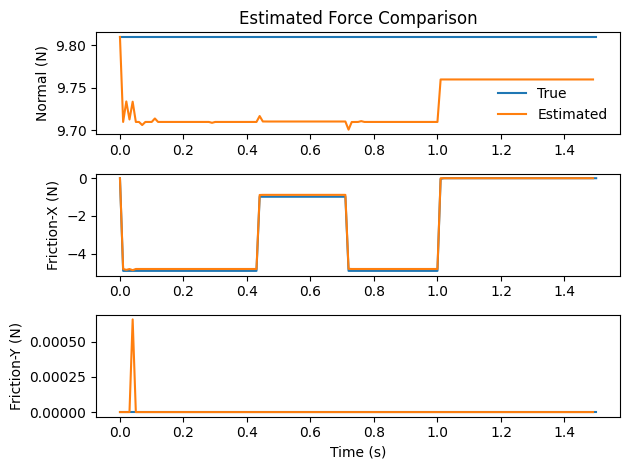 Estimated Force Comparison
Normal (N)
9.80
9.75
9.70
True
Estimated
0.0 0.2 0.4 0.6 0.8 1.0 1.2 1.4
Friction-X (N)
0
−2
−4
0.0 0.2 0.4 0.6 0.8 1.0 1.2 1.4
Friction-Y (N)
0.00050
0.00025
0.00000
0.0 0.2 0.4 0.6 0.8 1.0 1.2 1.4
Time (s)